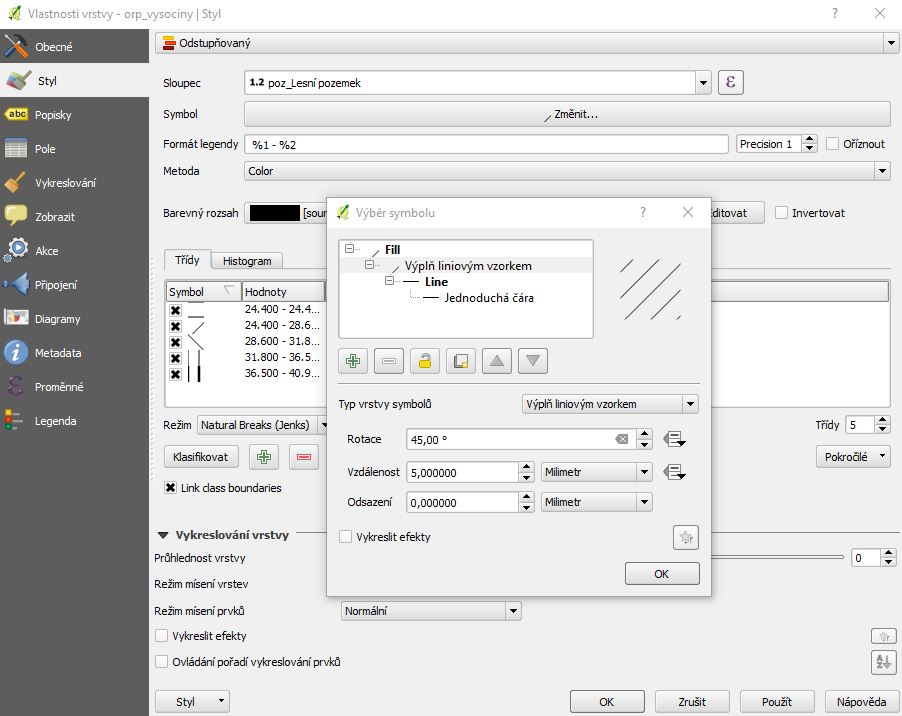 Vlastnosti vrstvy - orp_vysociny | Styl
Obecné
Styl
Popisky
Pole
Vykreslování
Zobrazit
Akce
Připojení
Diagramy
Metadata
Proměnné
Legenda
Odstupňovaný
Sloupec
1.2 poz_Lesní pozemek
ε
Symbol
Změnit...
Formát legendy
%1 - %2
Precision 1
Oříznout
Metoda
Color
Barevný rozsah
Invertovat
Třídy
Histogram
Symbol
Hodnoty
24.400 - 24.4...
24.400 - 28.6...
28.600 - 31.8...
31.800 - 36.5...
36.500 - 40.9...
Režim
Natural Breaks (Jenks)
Třídy
5
Klasifikovat
Pokročilé
Link class boundaries
Vykreslování vrstvy
Průhlednost vrstvy
0
Režim mísení vrstev
Režim mísení prvků
Normální
Vykreslit efekty
Ovládání pořadí vykreslování prvků
Styl
OK
Zrušit
Použít
Nápověda
Výběr symbolu
Fill
Výplň liniovým vzorkem
Line
Jednoduchá čára
Typ vrstvy symbolů
Výplň liniovým vzorkem
Rotace
45,00 °
Vzdálenost
5,000000
Milimetr
Odsazení
0,000000
Milimetr
Vykreslit efekty
OK